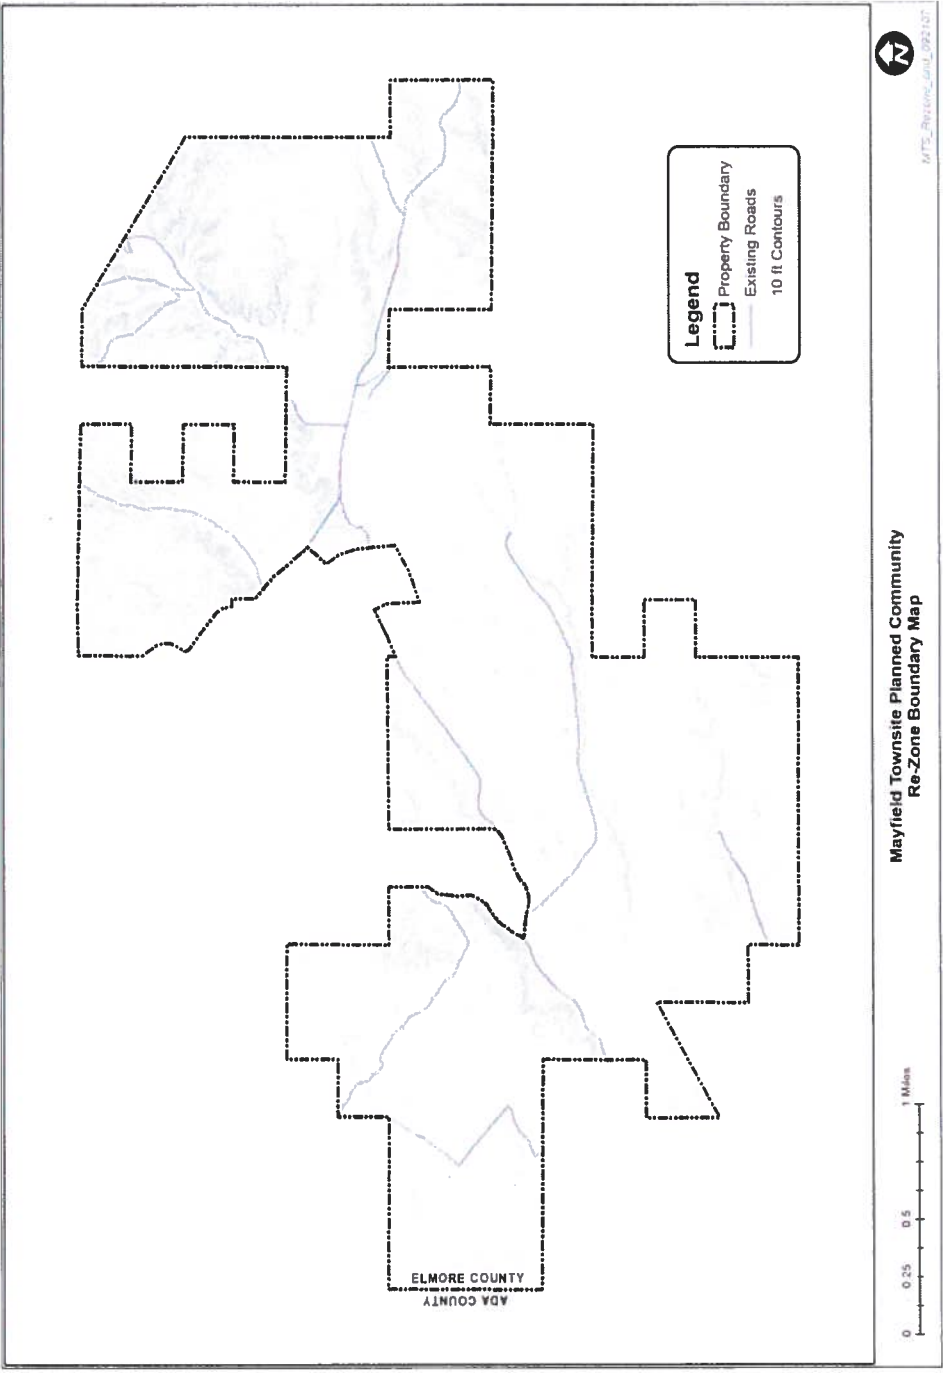 ELMORE COUNTY
ADA COUNTY
Legend
Property Boundary
Existing Roads
10 ft Contours
Mayfield Townsite Planned Community
Re-Zone Boundary Map
0 0.25 0.5 1 Miles
N